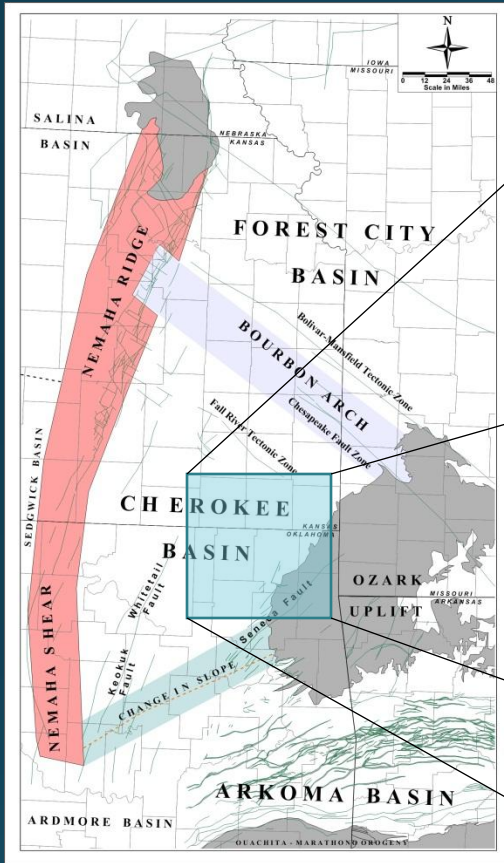 N
0 12 24 36 48
Scale in Miles
IOWA
MISSOURI
SALINA
BASIN
NEBRASKA
KANSAS
FOREST CITY
BASIN
NEMAHA RIDGE
BOURBON ARCH
Bolivar-Mansfield Tectonic Zone
Chesapeake Fault Zone
Fall River Tectonic Zone
SEDGWICK BASIN
CHEROKEE
BASIN
KANSAS
OKLAHOMA
OZARK
UPLIFT
MISSOURI
ARKANSAS
Whitetail
Fault
Keokuk
Fault
Seneca Fault
CHANGE IN SLOPE
NEMAHA SHEAR
ARKOMA BASIN
ARDMORE BASIN
OUACHITA - MARATHONO OROGENY